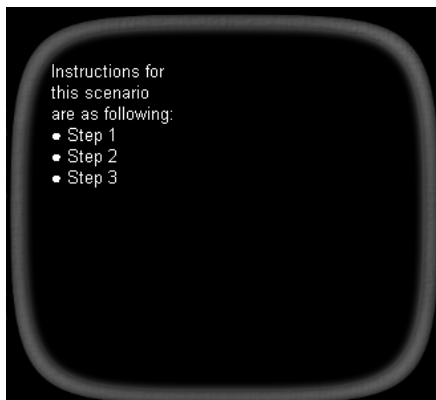 Instructions for
this scenario
are as following:
• Step 1
• Step 2
• Step 3